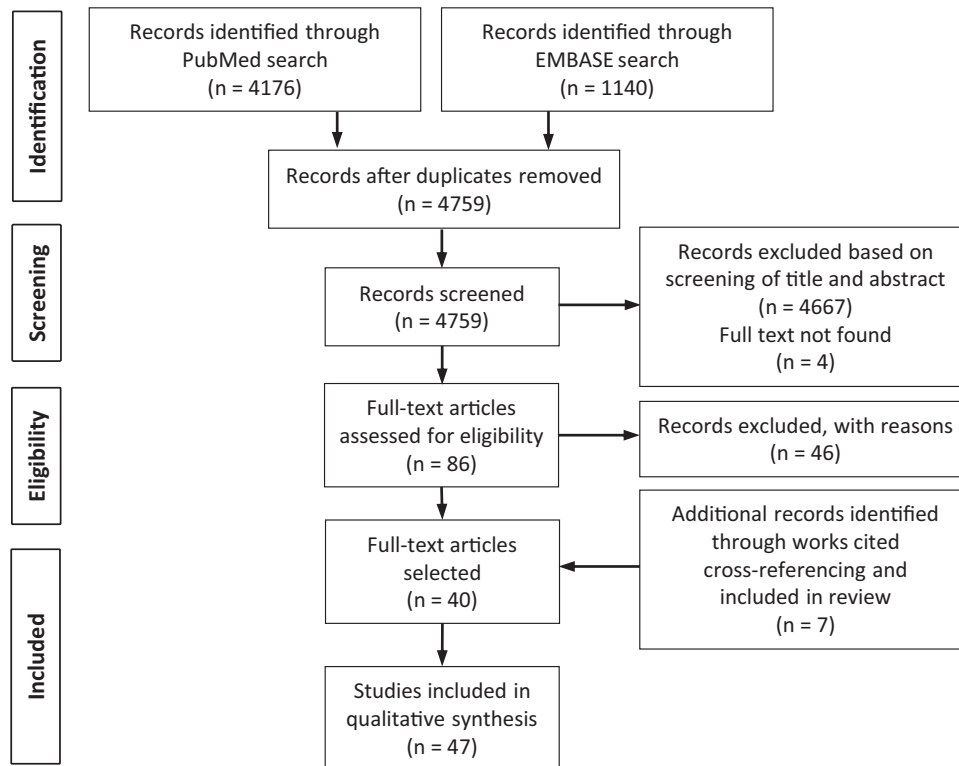 Identification
Records identified through
PubMed search
(n = 4176)
Records identified through
EMBASE search
(n = 1140)
Records after duplicates removed
(n = 4759)
Screening
Records screened
(n = 4759)
Records excluded based on
screening of title and abstract
(n = 4667)
Full text not found
(n = 4)
Eligibility
Full-text articles
assessed for eligibility
(n = 86)
Records excluded, with reasons
(n = 46)
Included
Full-text articles
selected
(n = 40)
Additional records identified
through works cited
cross-referencing and
included in review
(n = 7)
Studies included in
qualitative synthesis
(n = 47)